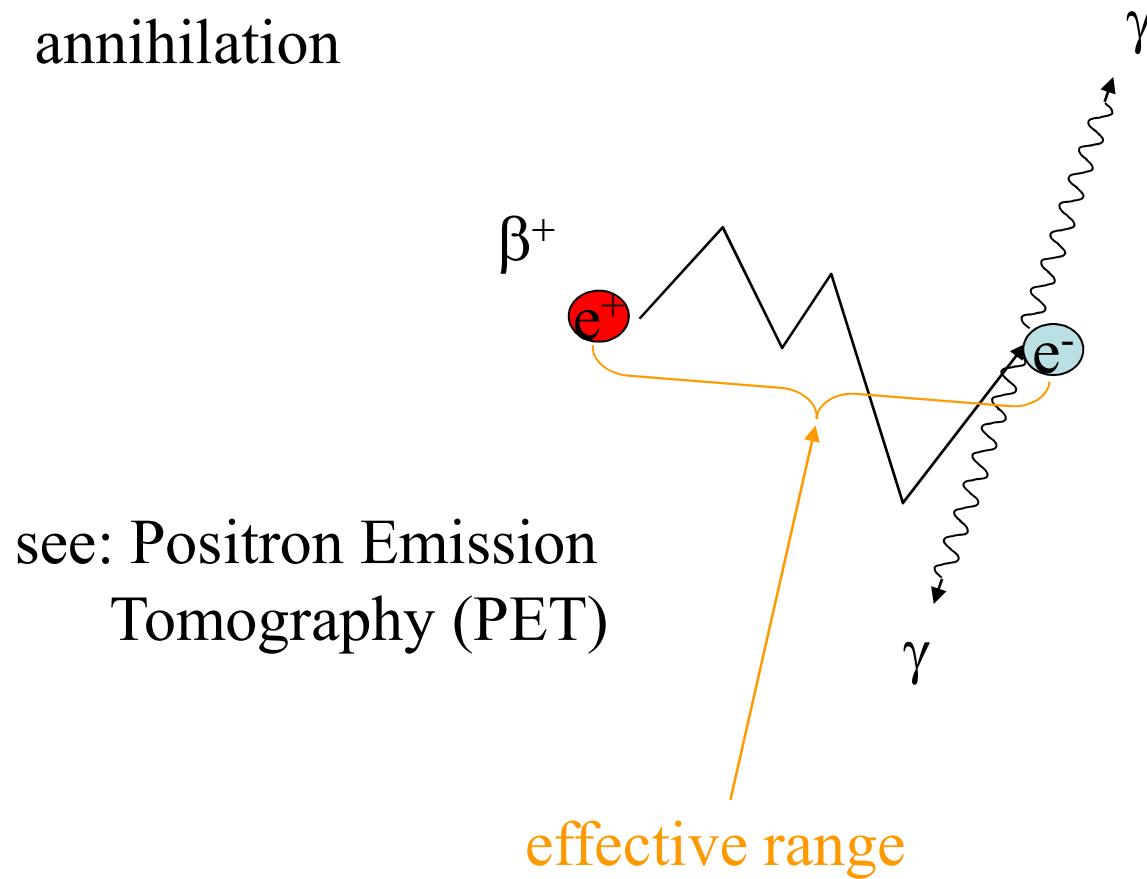 annihilation
γ
β⁺
e⁺
e⁻
see: Positron Emission
Tomography (PET)
γ
effective range